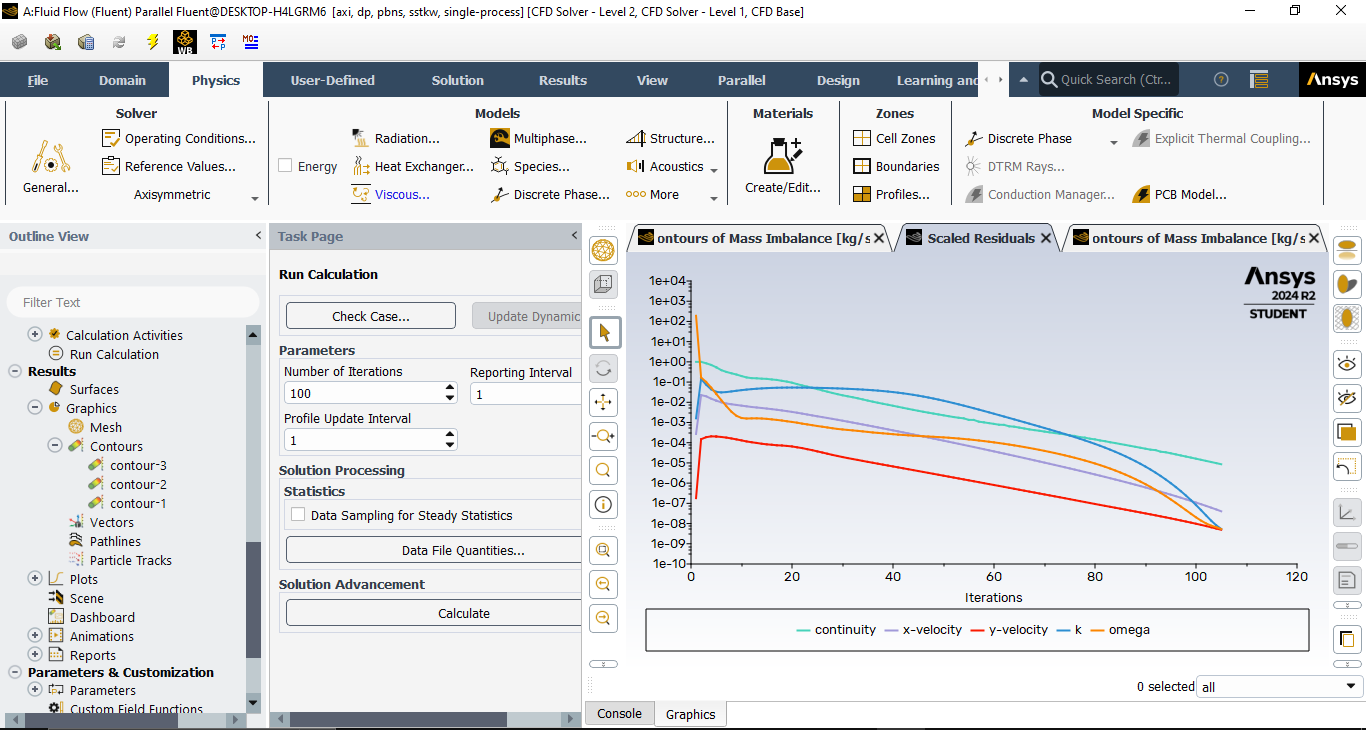 A:Fluid Flow (Fluent) Parallel Fluent@DESKTOP-H4LGRM6 [axi, dp, pbns, sstkw, single-process] [CFD Solver - Level 2, CFD Solver - Level 1, CFD Base]
WB
File Domain Physics User-Defined Solution Results View Parallel Design Learning and Quick Search (Ctr... Ansys
Solver Models Materials Zones Model Specific
Operating Conditions... Radiation... Multiphase... Structure... Cell Zones Discrete Phase Explicit Thermal Coupling...
Reference Values... Energy Heat Exchanger... Species... Acoustics Boundaries DTRM Rays...
General... Axisymmetric Viscous... Discrete Phase... More Create/Edit... Profiles... Conduction Manager... PCB Model...
Outline View
Filter Text
Calculation Activities
Run Calculation
Results
Surfaces
Graphics
Mesh
Contours
contour-3
contour-2
contour-1
Vectors
Pathlines
Particle Tracks
Plots
Scene
Dashboard
Animations
Reports
Parameters & Customization
Parameters
Custom Field Functions
Task Page
Run Calculation
Check Case... Update Dynamic
Parameters
Number of Iterations Reporting Interval
100 1
Profile Update Interval
1
Solution Processing
Statistics
Data Sampling for Steady Statistics
Data File Quantities...
Solution Advancement
Calculate
ontours of Mass Imbalance [kg/s Scaled Residuals ontours of Mass Imbalance [kg/s
Ansys
2024 R2
STUDENT
1e+04
1e+03
1e+02
1e+01
1e+00
1e-01
1e-02
1e-03
1e-04
1e-05
1e-06
1e-07
1e-08
1e-09
1e-10
0 20 40 60 80 100 120
Iterations
continuity x-velocity y-velocity k omega
0 selected all
Console Graphics